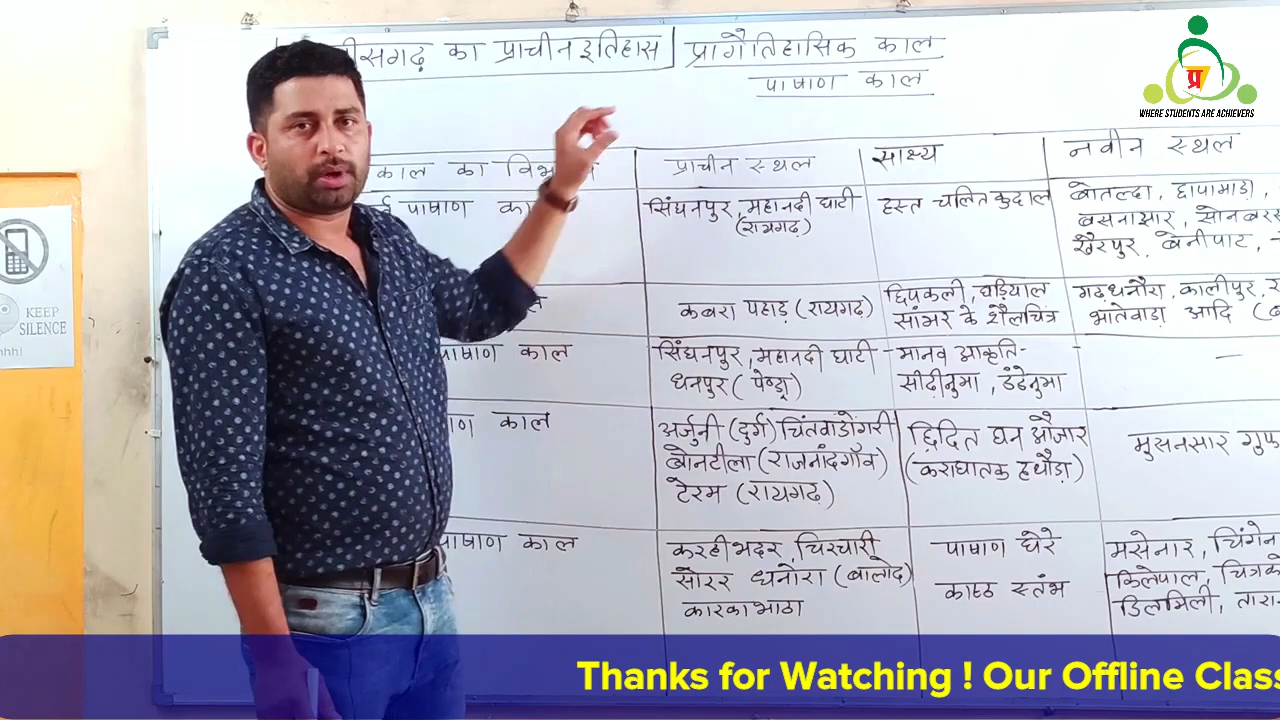 का प्राचीन इतिहास
प्रागैतिहासिक काल
पाषाण काल
प्र
WHERE STUDENTS ARE ACHIEVERS
काल का
प्राचीन स्थल
साक्ष्य
नवीन स्थल
पाषाण
सिंघनपुर, महानदी घाटी
(रायगढ़)
हस्त चलित कुदाल
बोतल्दा, छापामाड़ा,
सोनबरस
खैरपुर, बेनीपाट,
कबरा पहाड़ (रायगढ़)
छिपकली, घड़ियाल
सांभर के शैलचित्र
गढ़धनौरा, कालीपुर,
भातेवाड़ा आदि
काल
सिंघनपुर, महानदी घाटी
धनपुर (पेण्ड्रा)
मानव आकृति-
सीढ़ीनुमा, डंडेनुमा
काल
अर्जुनी (दुर्ग) चितवाडोंगरी
बोनटीला (राजनांदगाँव)
टेरम (रायगढ़)
छिद्रित घन औजार
(कराघातक हथौड़ा)
मुसनसार
काल
करहीभदर, चिरचारी
सोरर धनोरा (बालोद)
कारकाभाठा
पाषाण घेरे
काष्ठ स्तंभ
मसेनार,
किलेपाल,
डिलमिली,
KEEP
SILENCE
Thanks for Watching ! Our Offline Class